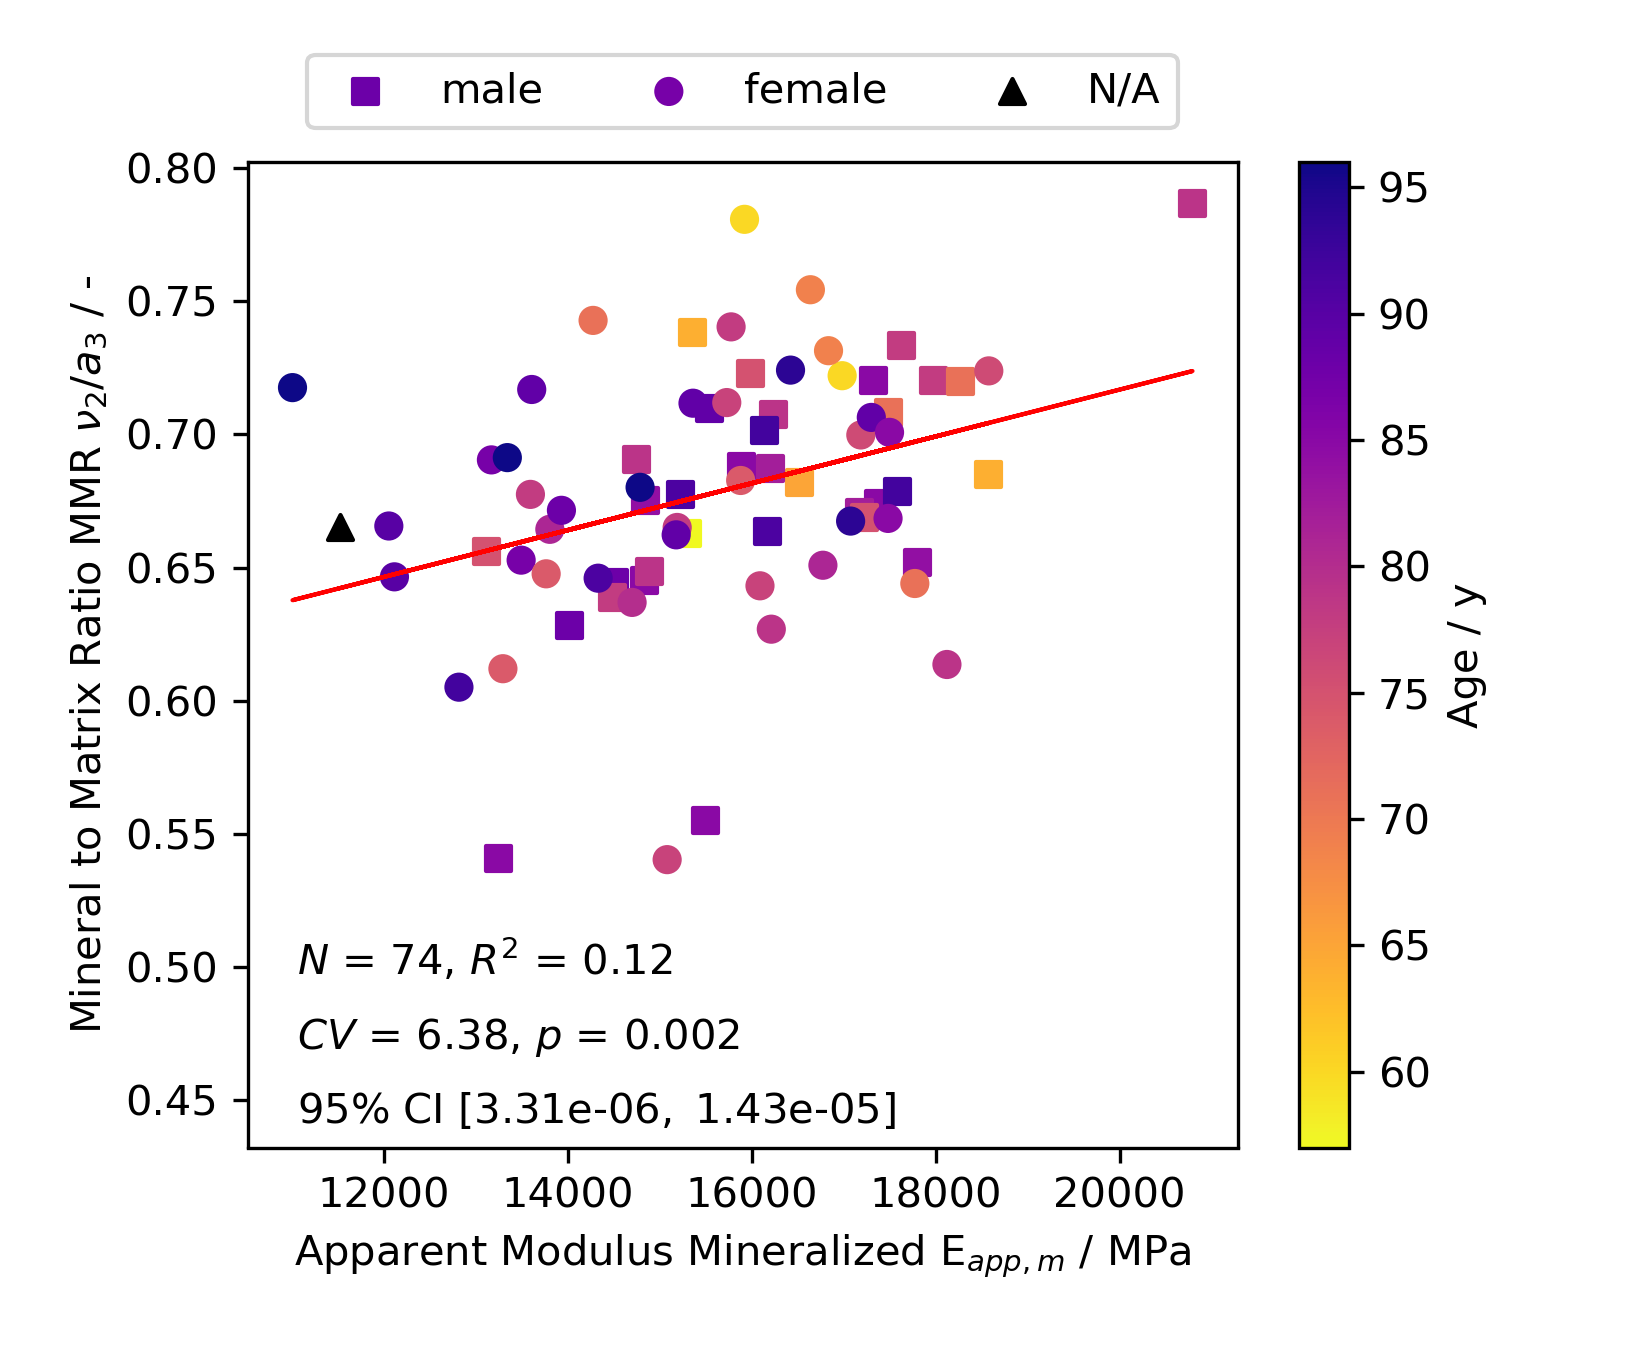 male female N/A
0.80
0.75
0.70
0.65
0.60
0.55
0.50
0.45
Mineral to Matrix Ratio MMR ν₂/a₃ / -
N = 74, R² = 0.12
CV = 6.38, p = 0.002
95% CI [3.31e-06, 1.43e-05]
12000 14000 16000 18000 20000
Apparent Modulus Mineralized E_app,m / MPa
95
90
85
80
75
70
65
60
Age / y